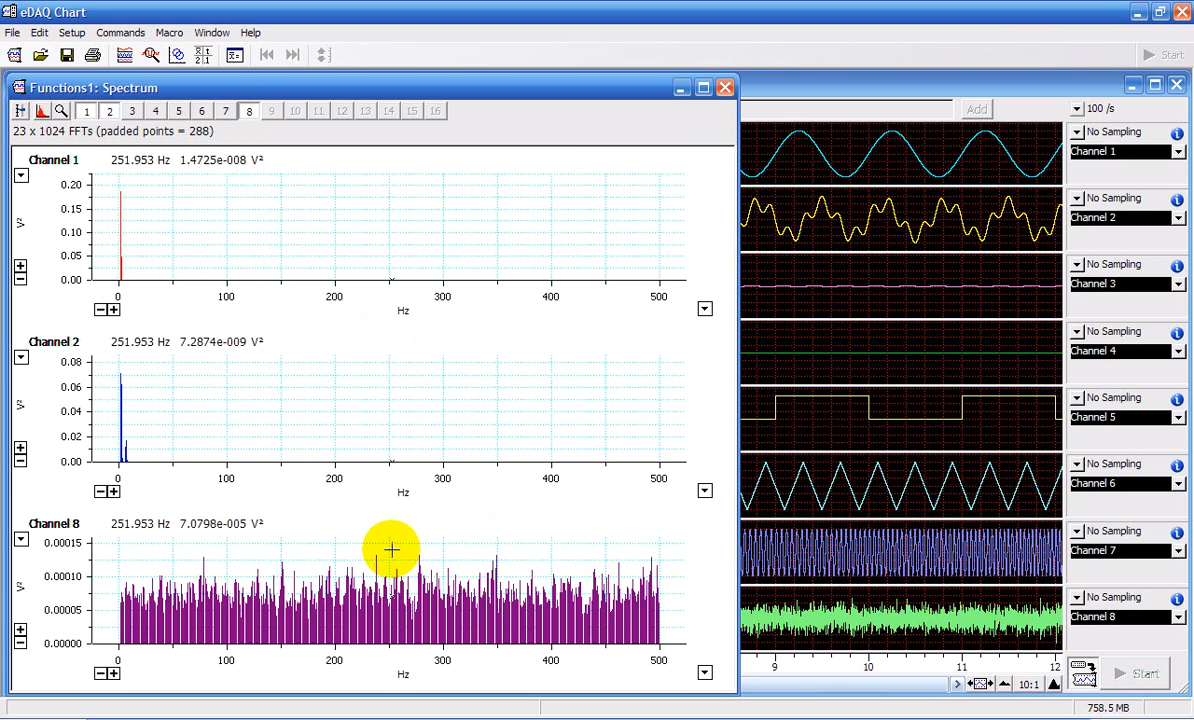 eDAQ Chart
File Edit Setup Commands Macro Window Help
Start
Functions1: Spectrum
1 2 3 4 5 6 7 8 9 10 11 12 13 14 15 16
23 x 1024 FFTs (padded points = 288)
Channel 1 251.953 Hz 1.4725e-008 V²
0.20
0.15
0.10
0.05
0.00
V²
0 100 200 300 400 500
Hz
Channel 2 251.953 Hz 7.2874e-009 V²
0.08
0.06
0.04
0.02
0.00
V²
0 100 200 300 400 500
Hz
Channel 8 251.953 Hz 7.0798e-005 V²
0.00015
0.00010
0.00005
0.00000
V²
0 100 200 300 400 500
Hz
Add
100 /s
No Sampling
Channel 1
No Sampling
Channel 2
No Sampling
Channel 3
No Sampling
Channel 4
No Sampling
Channel 5
No Sampling
Channel 6
No Sampling
Channel 7
No Sampling
Channel 8
9 10 11 12
10:1
Start
758.5 MB